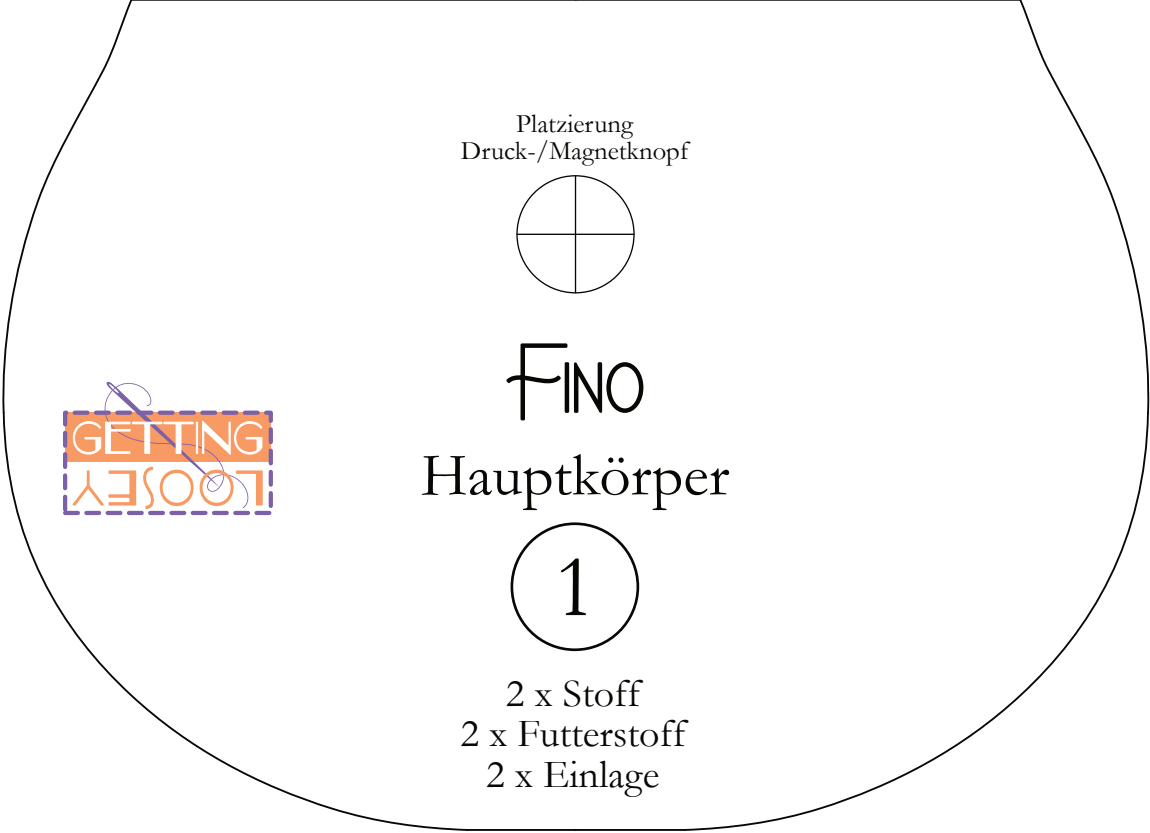 Platzierung
Druck-/Magnetknopf
FINO
GETTING
LOOSEY
Hauptkörper
1
2 x Stoff
2 x Futterstoff
2 x Einlage